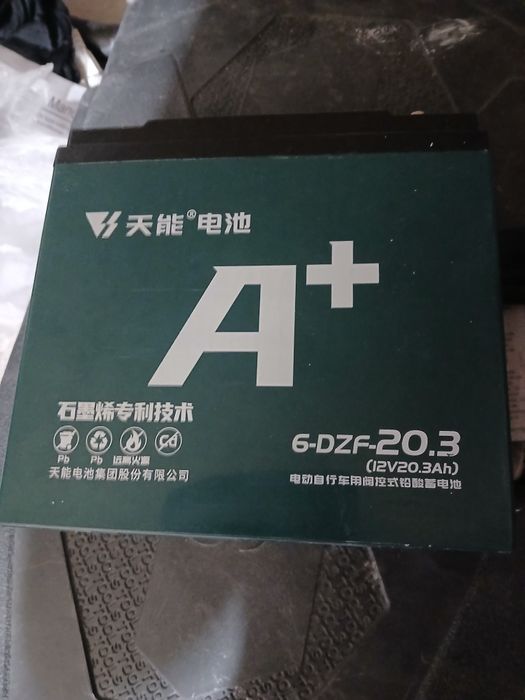 天能®电池
A+
石墨烯专利技术
Pb Pb 远离火源 Cd
天能电池集团股份有限公司
6-DZF-20.3
(12V20.3Ah)
电动自行车用阀控式铅酸蓄电池